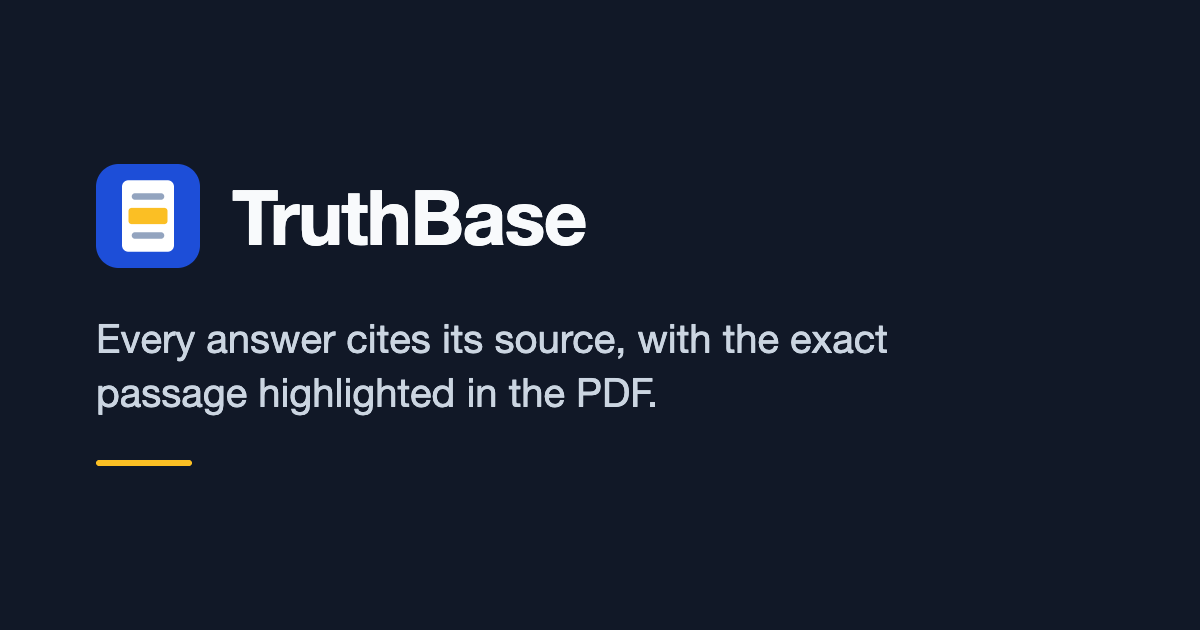 TruthBase
Every answer cites its source, with the exact
passage highlighted in the PDF.